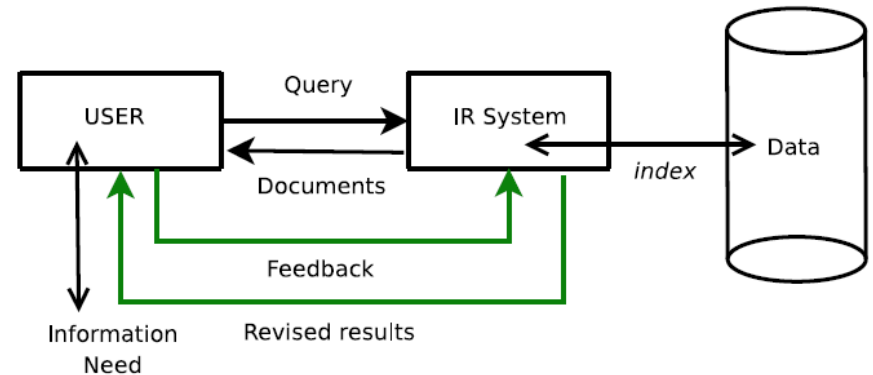 Query
USER
IR System
Data
index
Documents
Feedback
Revised results
Information
Need